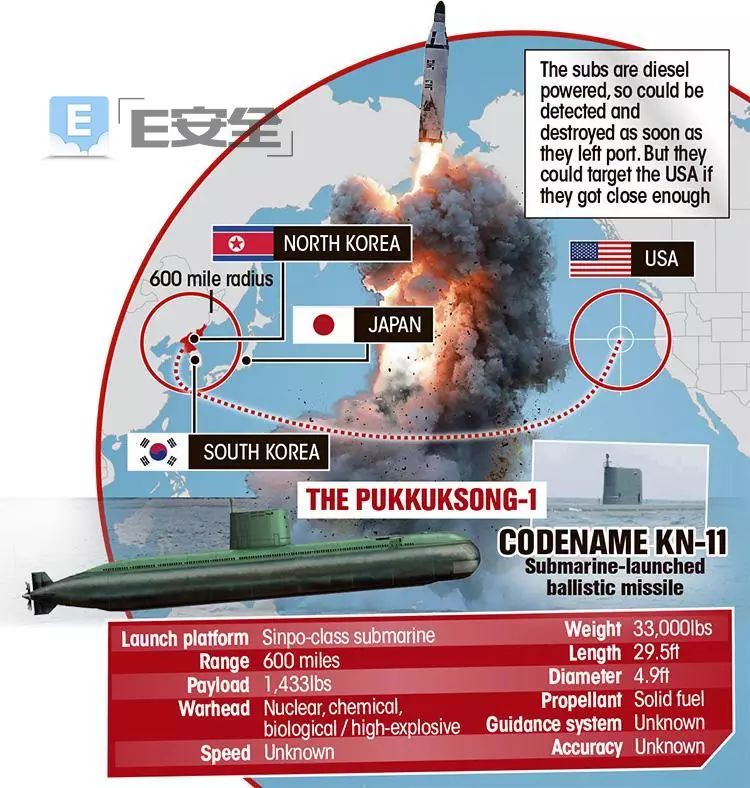 E
E安全
The subs are diesel
powered, so could be
detected and
destroyed as soon as
they left port. But they
could target the USA if
they got close enough
NORTH KOREA
USA
600 mile radius
JAPAN
SOUTH KOREA
THE PUKKUKSONG-1
CODENAME KN-11
Submarine-launched
ballistic missile
Launch platform Sinpo-class submarine
Range 600 miles
Payload 1,433lbs
Warhead Nuclear, chemical,
biological / high-explosive
Speed Unknown
Weight 33,000lbs
Length 29.5ft
Diameter 4.9ft
Propellant Solid fuel
Guidance system Unknown
Accuracy Unknown